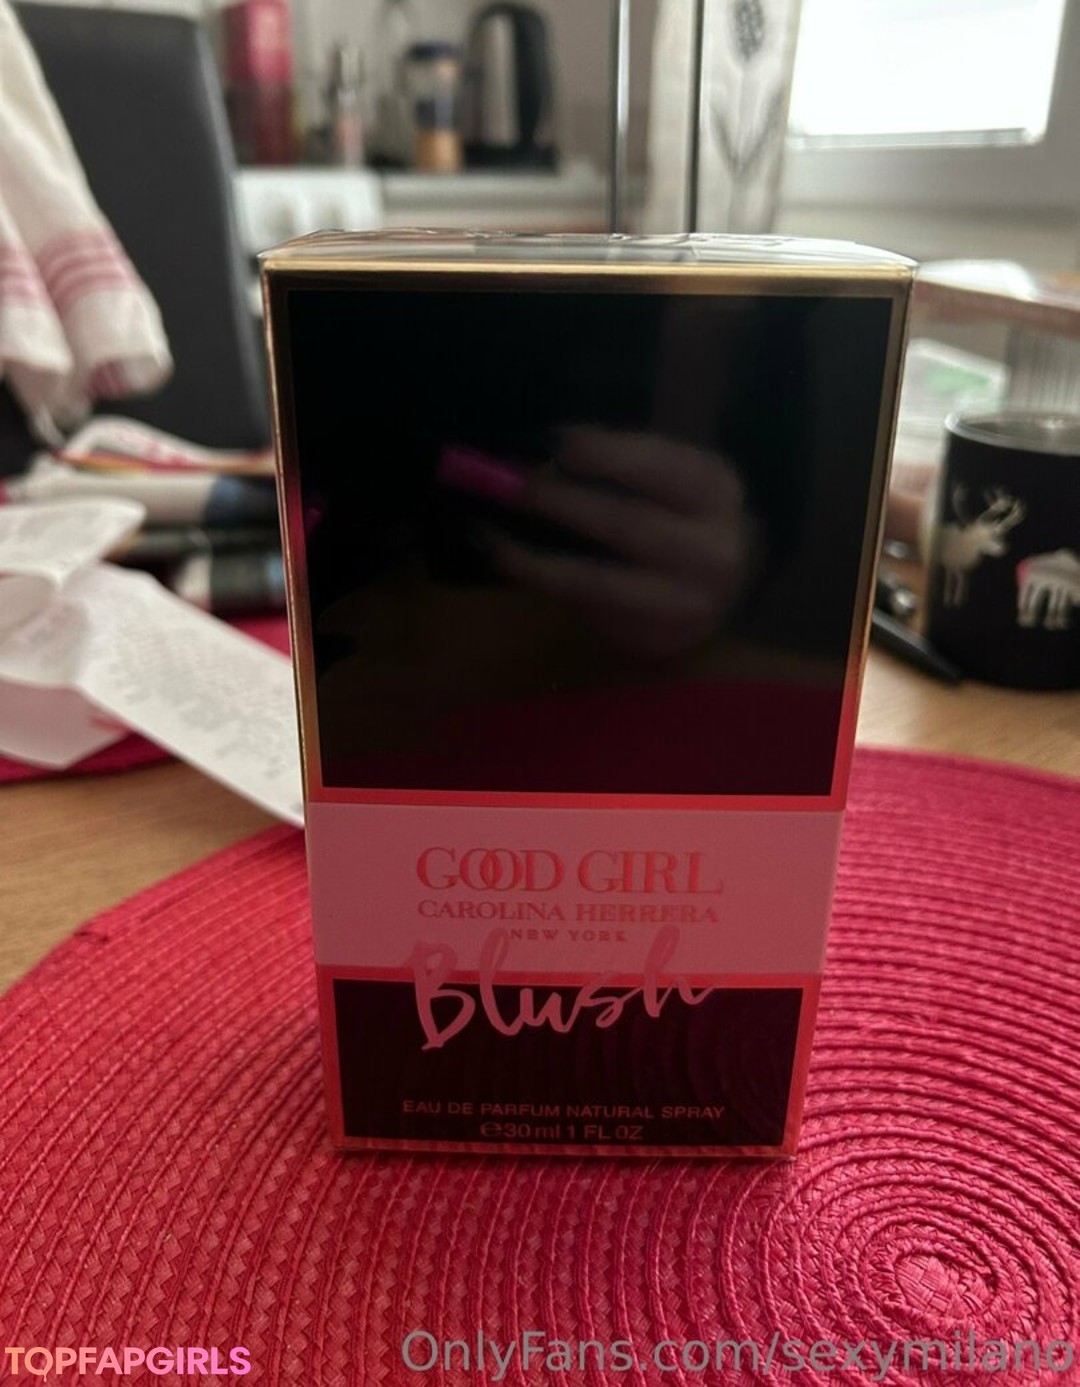 GOOD GIRL
CAROLINA HERRERA
NEW YORK
Blush
EAU DE PARFUM NATURAL SPRAY
℮30 ml 1 FL OZ
TOPFAPGIRLS
OnlyFans.com/sexymilano